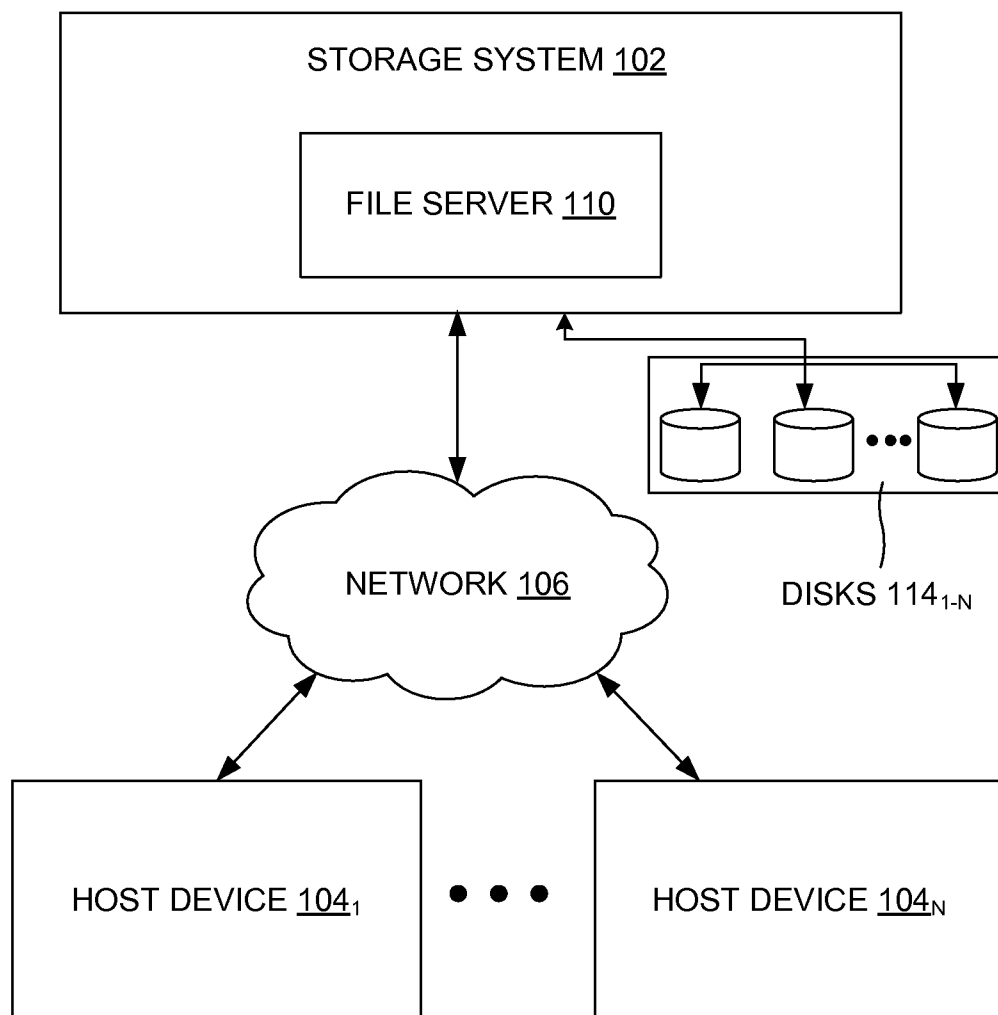 STORAGE SYSTEM 102
FILE SERVER 110
NETWORK 106
DISKS 114₁₋N
HOST DEVICE 104₁
HOST DEVICE 104N